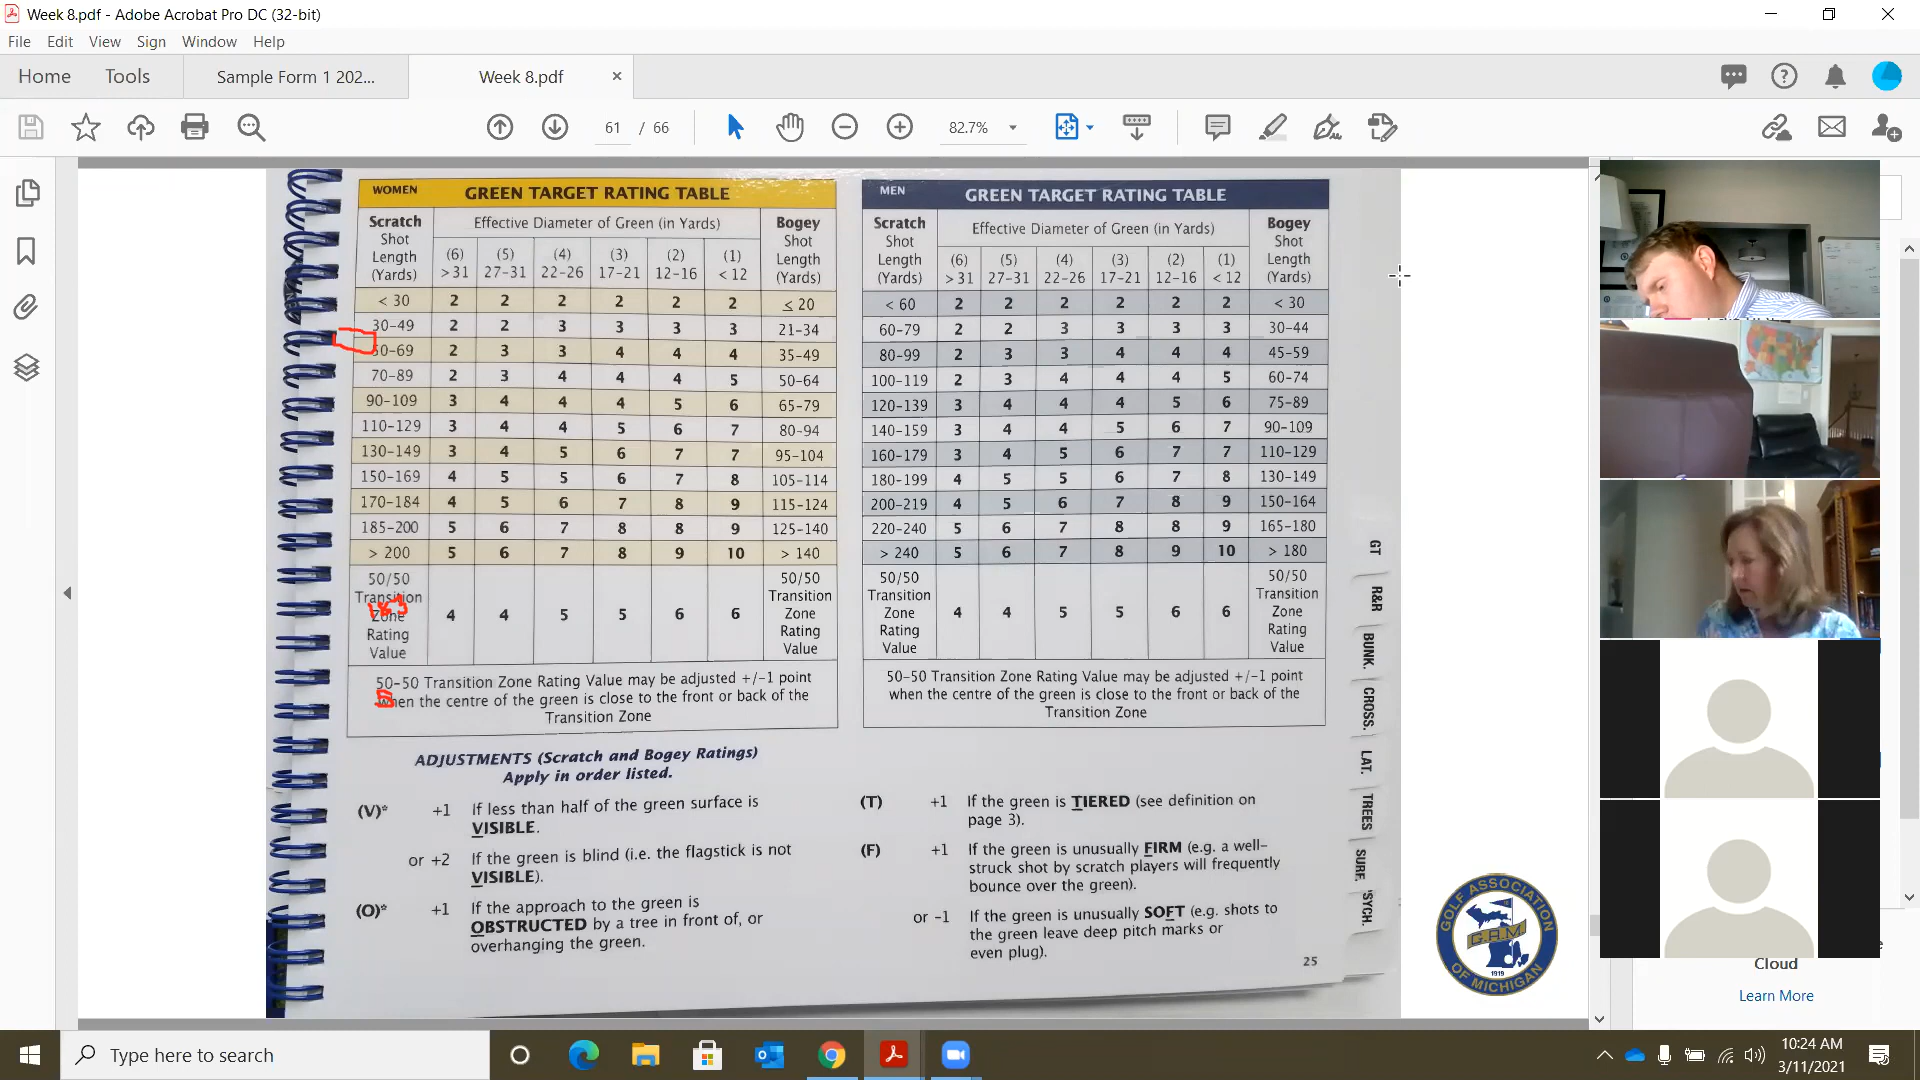 Week 8.pdf - Adobe Acrobat Pro DC (32-bit)
File Edit View Sign Window Help
Home Tools Sample Form 1 202... Week 8.pdf ×
61 / 66 82.7%
WOMEN GREEN TARGET RATING TABLE
Scratch Shot Length (Yards) Effective Diameter of Green (in Yards) Bogey Shot Length (Yards)
(6) > 31 (5) 27-31 (4) 22-26 (3) 17-21 (2) 12-16 (1) < 12
< 30 2 2 2 2 2 2 ≤ 20
30-49 2 2 3 3 3 3 21-34
50-69 2 3 3 4 4 4 35-49
70-89 2 3 4 4 4 5 50-64
90-109 3 4 4 4 5 6 65-79
110-129 3 4 4 5 6 7 80-94
130-149 3 4 5 6 7 7 95-104
150-169 4 5 5 6 7 8 105-114
170-184 4 5 6 7 8 9 115-124
185-200 5 6 7 8 8 9 125-140
> 200 5 6 7 8 9 10 > 140
50/50 Transition Zone Rating Value 4 4 5 5 6 6 50/50 Transition Zone Rating Value
50-50 Transition Zone Rating Value may be adjusted +/-1 point
when the centre of the green is close to the front or back of the
Transition Zone
MEN GREEN TARGET RATING TABLE
Scratch Shot Length (Yards) Effective Diameter of Green (in Yards) Bogey Shot Length (Yards)
(6) > 31 (5) 27-31 (4) 22-26 (3) 17-21 (2) 12-16 (1) < 12
< 60 2 2 2 2 2 2 < 30
60-79 2 2 3 3 3 3 30-44
80-99 2 3 3 4 4 4 45-59
100-119 2 3 4 4 4 5 60-74
120-139 3 4 4 4 5 6 75-89
140-159 3 4 4 5 6 7 90-109
160-179 3 4 5 6 7 7 110-129
180-199 4 5 5 6 7 8 130-149
200-219 4 5 6 7 8 9 150-164
220-240 5 6 7 8 8 9 165-180
> 240 5 6 7 8 9 10 > 180
50/50 Transition Zone Rating Value 4 4 5 5 6 6 50/50 Transition Zone Rating Value
50-50 Transition Zone Rating Value may be adjusted +/-1 point
when the centre of the green is close to the front or back of the
Transition Zone
ADJUSTMENTS (Scratch and Bogey Ratings)
Apply in order listed.
(V)* +1 If less than half of the green surface is
VISIBLE.
or +2 If the green is blind (i.e. the flagstick is not
VISIBLE).
(O)* +1 If the approach to the green is
OBSTRUCTED by a tree in front of, or
overhanging the green.
(T) +1 If the green is TIERED (see definition on
page 3).
(F) +1 If the green is unusually FIRM (e.g. a well-
struck shot by scratch players will frequently
bounce over the green).
or -1 If the green is unusually SOFT (e.g. shots to
the green leave deep pitch marks or
even plug).
25
GT
R&R
BUNK.
CROSS.
LAT.
TREES
SURF.
PSYCH.
GOLF ASSOCIATION
G.A.M
1919
OF MICHIGAN
Cloud
Learn More
Type here to search
10:24 AM
3/11/2021